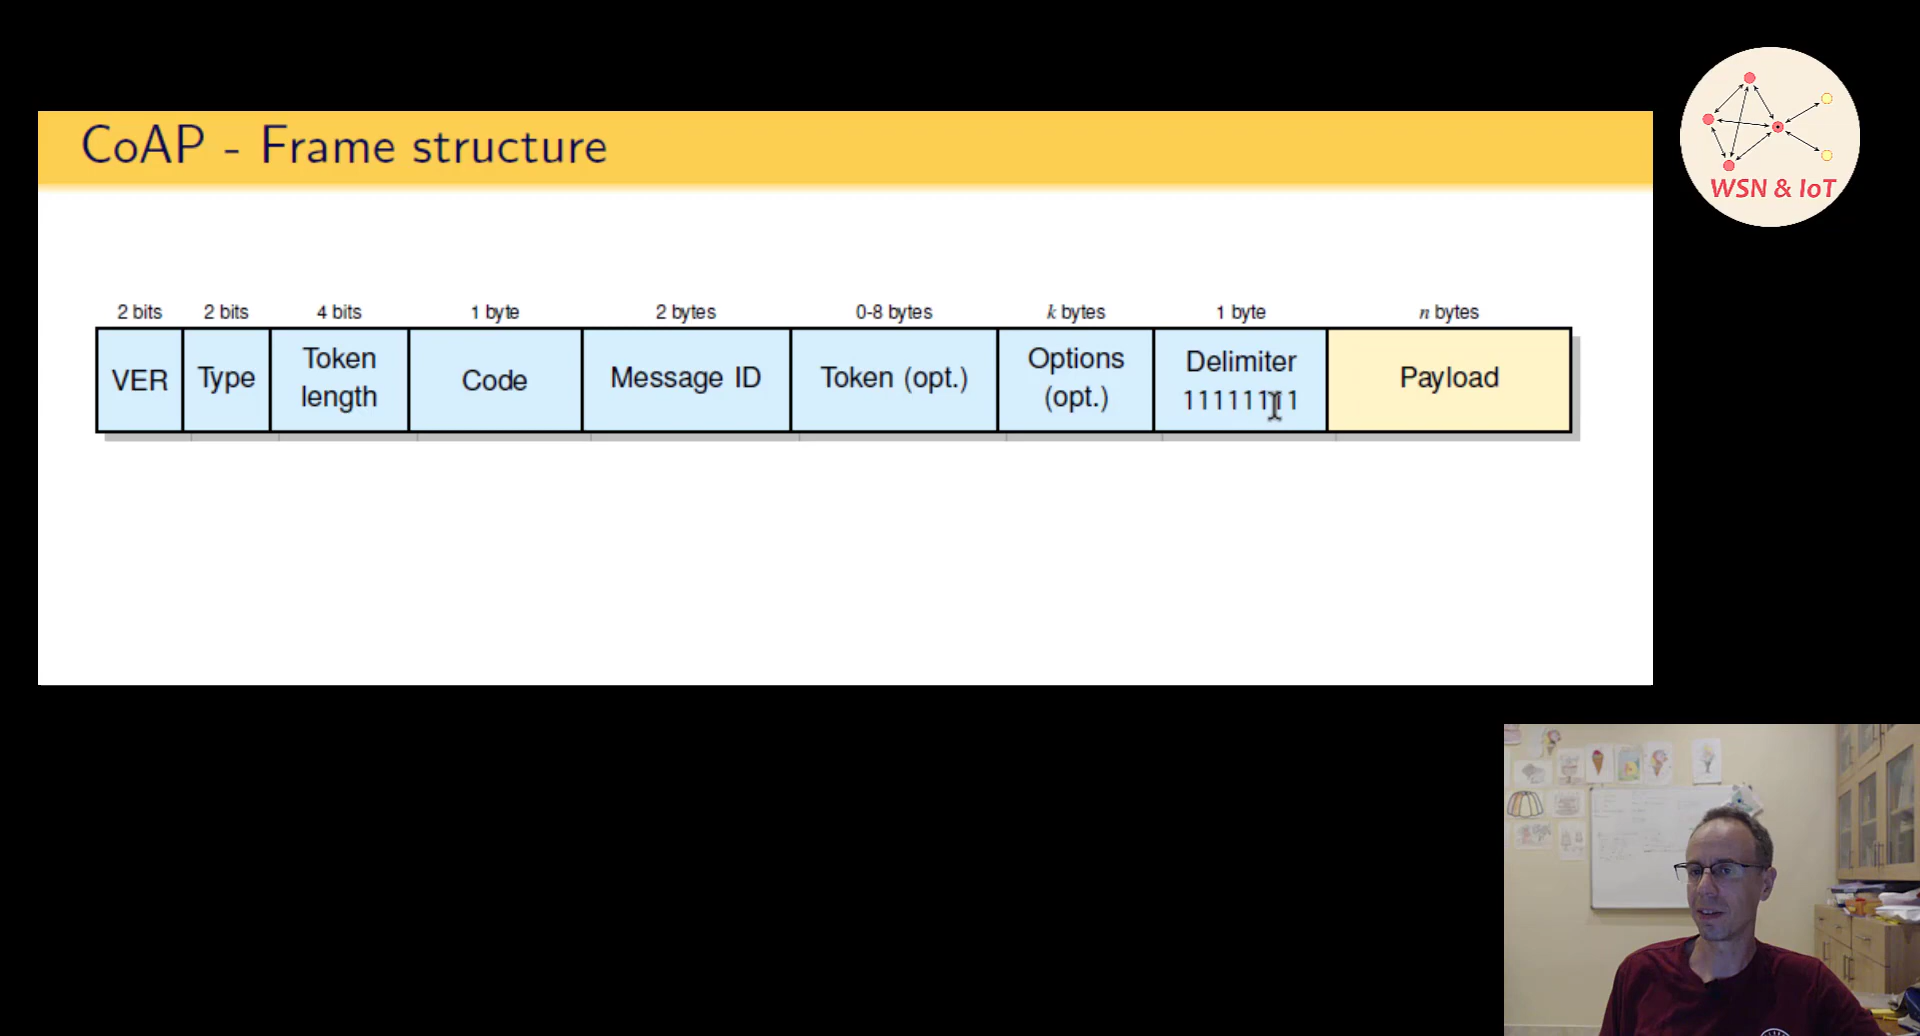 CoAP - Frame structure
WSN & IoT
2 bits 2 bits 4 bits 1 byte 2 bytes 0-8 bytes k bytes 1 byte n bytes
VER Type Token length Code Message ID Token (opt.) Options (opt.) Delimiter 11111111 Payload